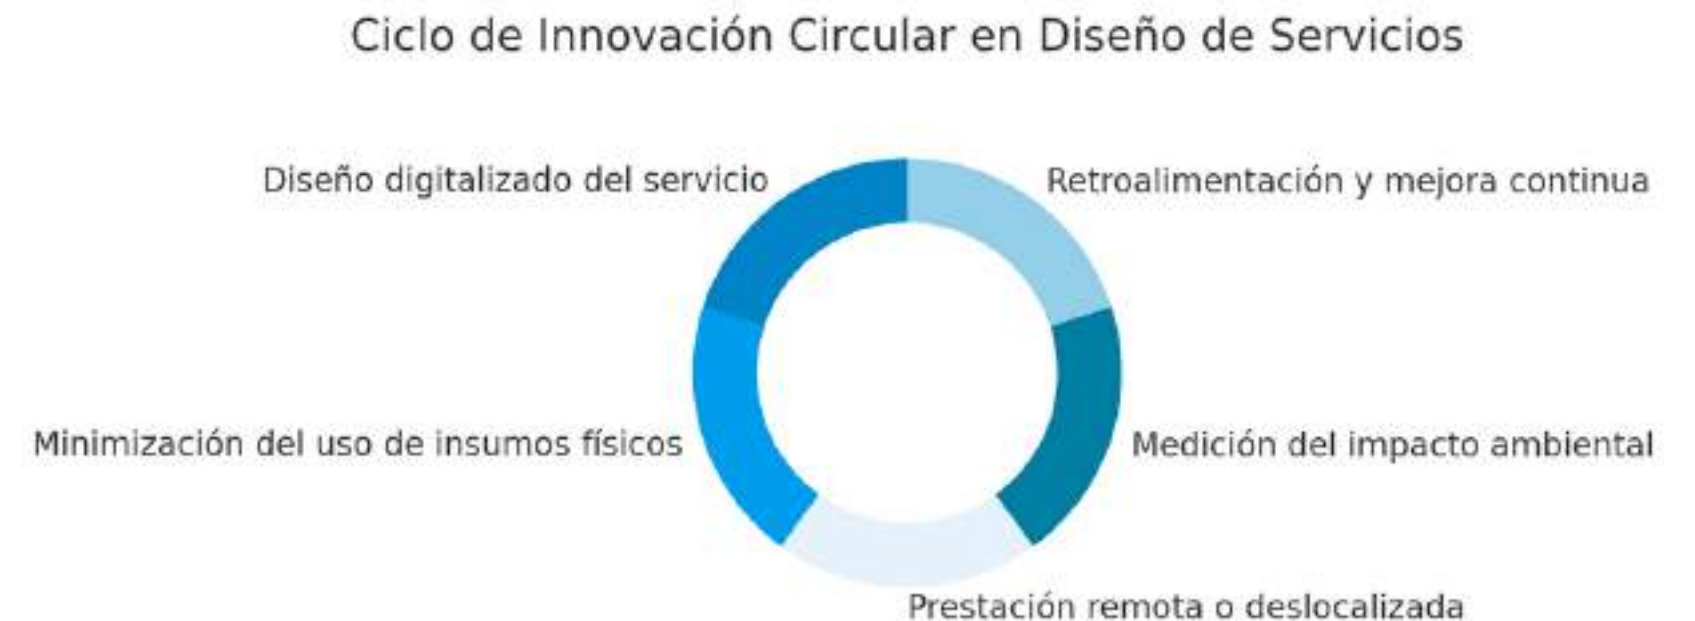 Ciclo de Innovación Circular en Diseño de Servicios
Diseño digitalizado del servicio
Retroalimentación y mejora continua
Minimización del uso de insumos físicos
Medición del impacto ambiental
Prestación remota o deslocalizada